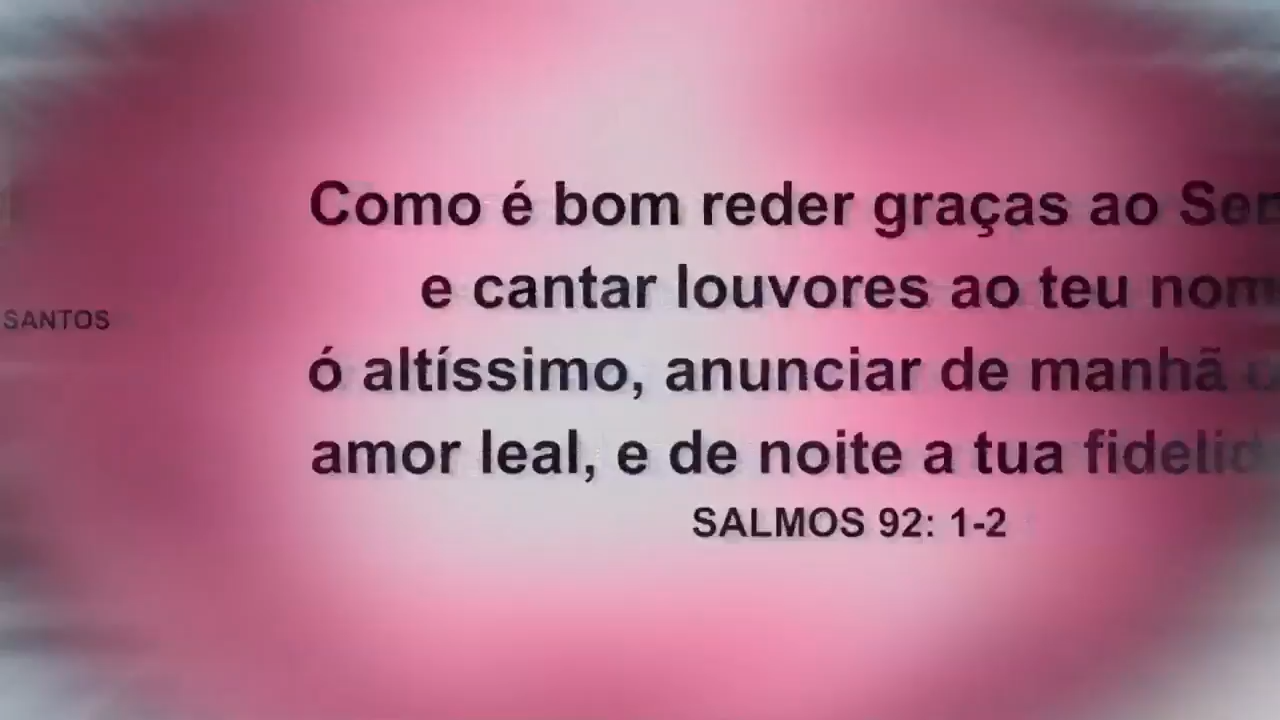 Como é bom reder graças ao
e cantar louvores ao teu
SANTOS
ó altíssimo, anunciar de manhã
amor leal, e de noite a tua
SALMOS 92: 1-2